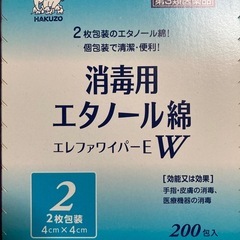 第3類医薬品
HAKUZO
2枚包装のエタノール綿!
個包装で清潔・便利!
消毒用
エタノール綿
エレファワイパーE W
2
2枚包装
4cm×4cm
[効能又は効果]
手指・皮膚の消毒、
医療機器の消毒
200包入